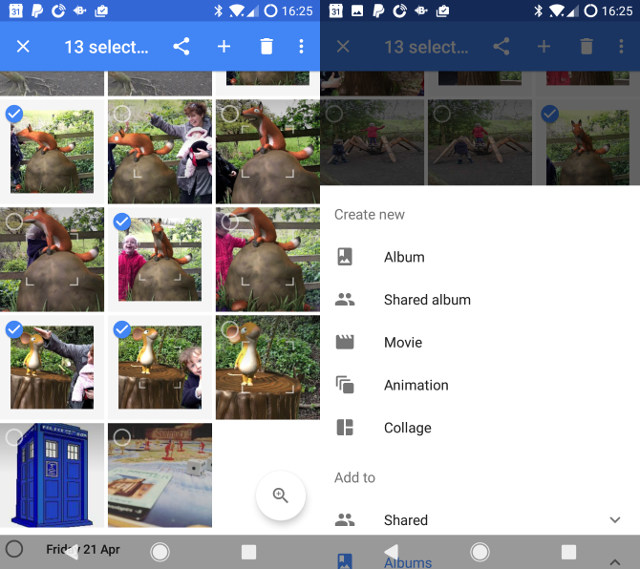 31 16:25
13 select...
Friday 21 Apr
31 16:25
13 select...
Create new
Album
Shared album
Movie
Animation
Collage
Add to
Shared
Albums